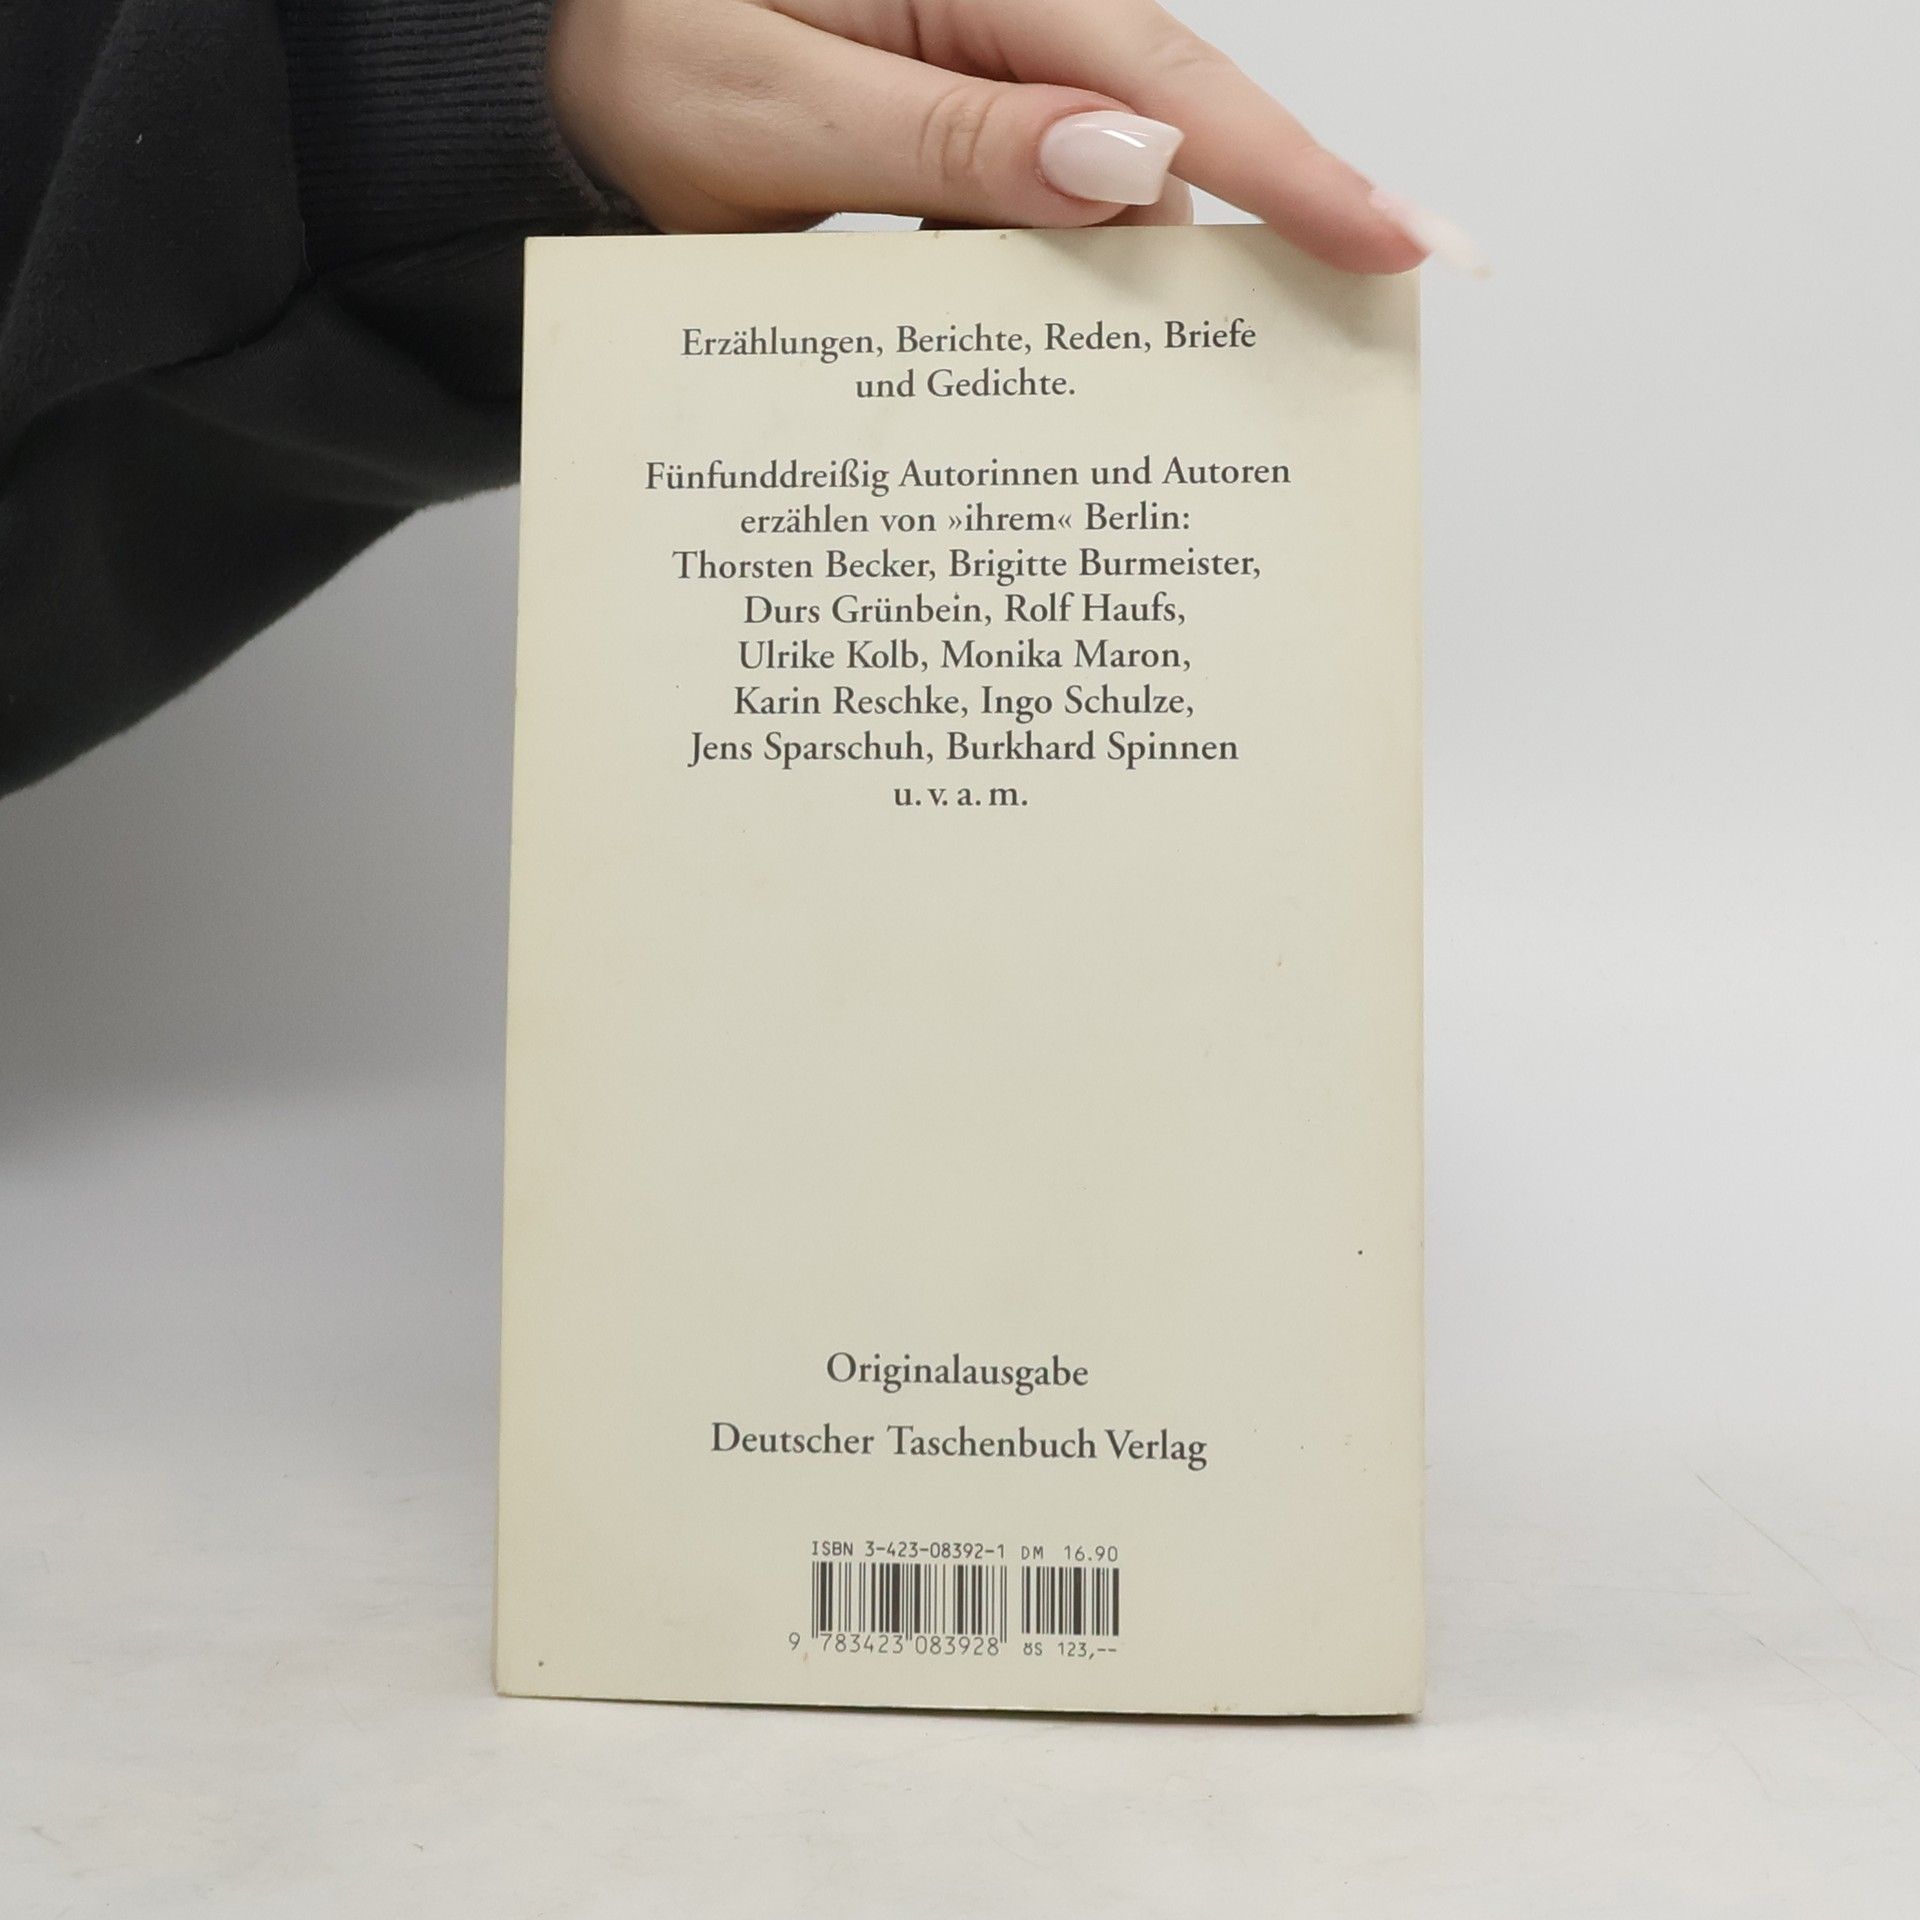 Erzählungen, Berichte, Reden, Briefe
und Gedichte.
Fünfunddreißig Autorinnen und Autoren
erzählen von »ihrem« Berlin:
Thorsten Becker, Brigitte Burmeister,
Durs Grünbein, Rolf Haufs,
Ulrike Kolb, Monika Maron,
Karin Reschke, Ingo Schulze,
Jens Sparschuh, Burkhard Spinnen
u. v. a. m.
Originalausgabe
Deutscher Taschenbuch Verlag
ISBN 3-423-08392-1 DM 16.90
9 783423 083928 öS 123,--